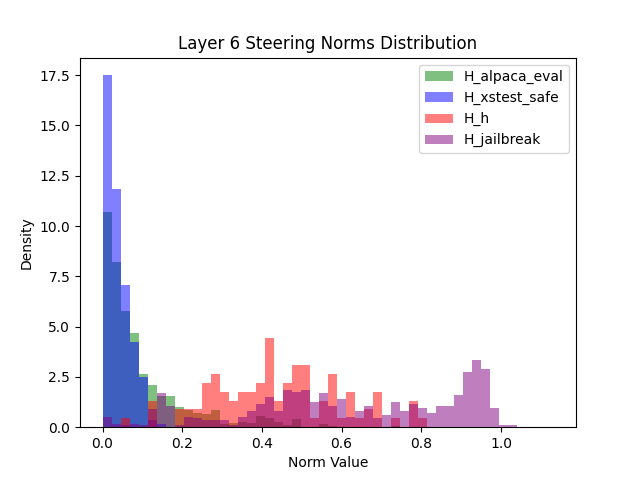 Layer 6 Steering Norms Distribution
H_alpaca_eval
H_xstest_safe
H_h
H_jailbreak
17.5
15.0
12.5
10.0
7.5
5.0
2.5
0.0
Density
0.0 0.2 0.4 0.6 0.8 1.0
Norm Value